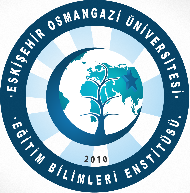 ESKİŞEHİR OSMANGAZİ ÜNİVERSİTESİ
2010
EĞİTİM BİLİMLERİ ENSTİTÜSÜ